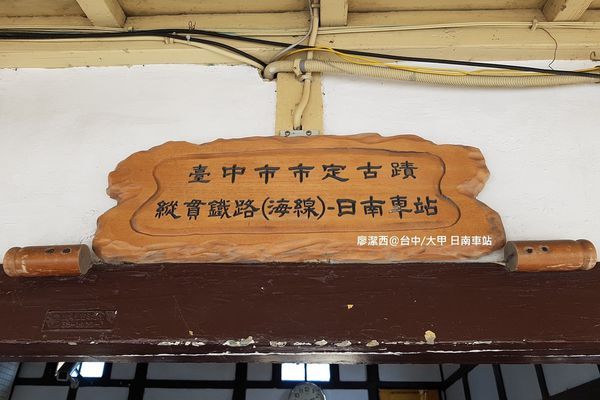 臺中市市定古蹟
縱貫鐵路(海線)-日南車站
廖潔西@台中/大甲 日南車站